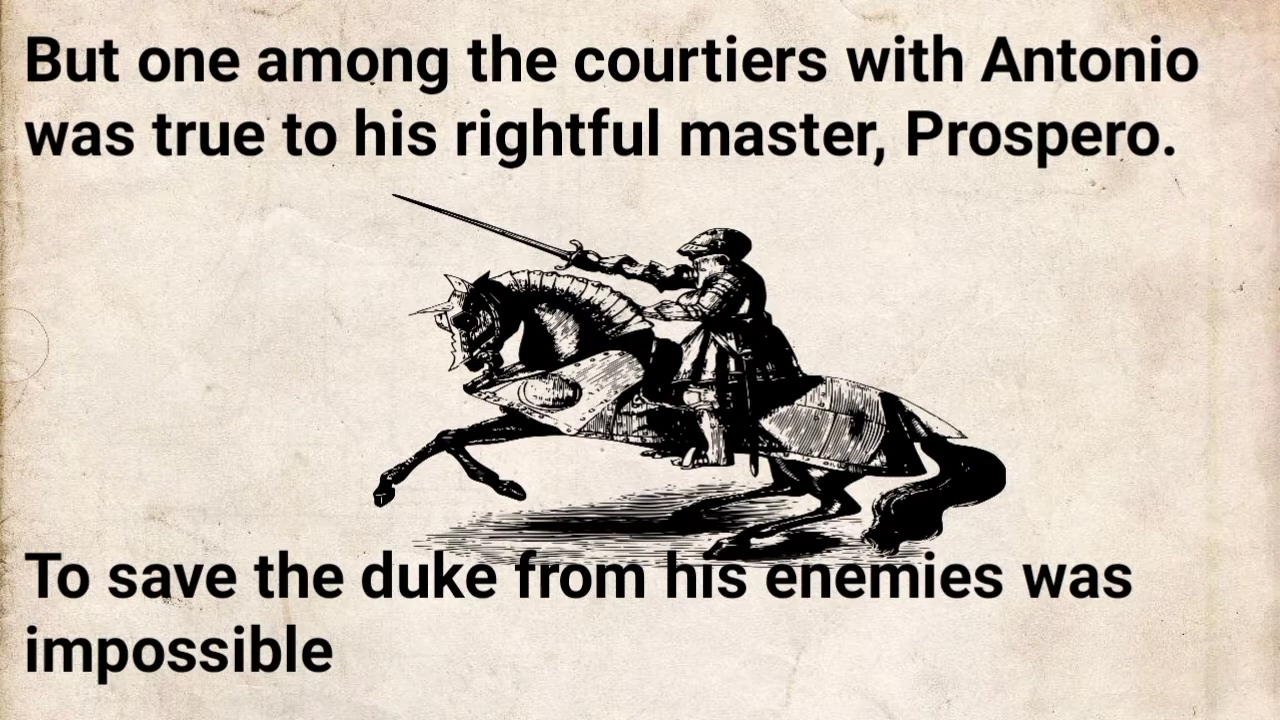 But one among the courtiers with Antonio
was true to his rightful master, Prospero.
To save the duke from his enemies was
impossible